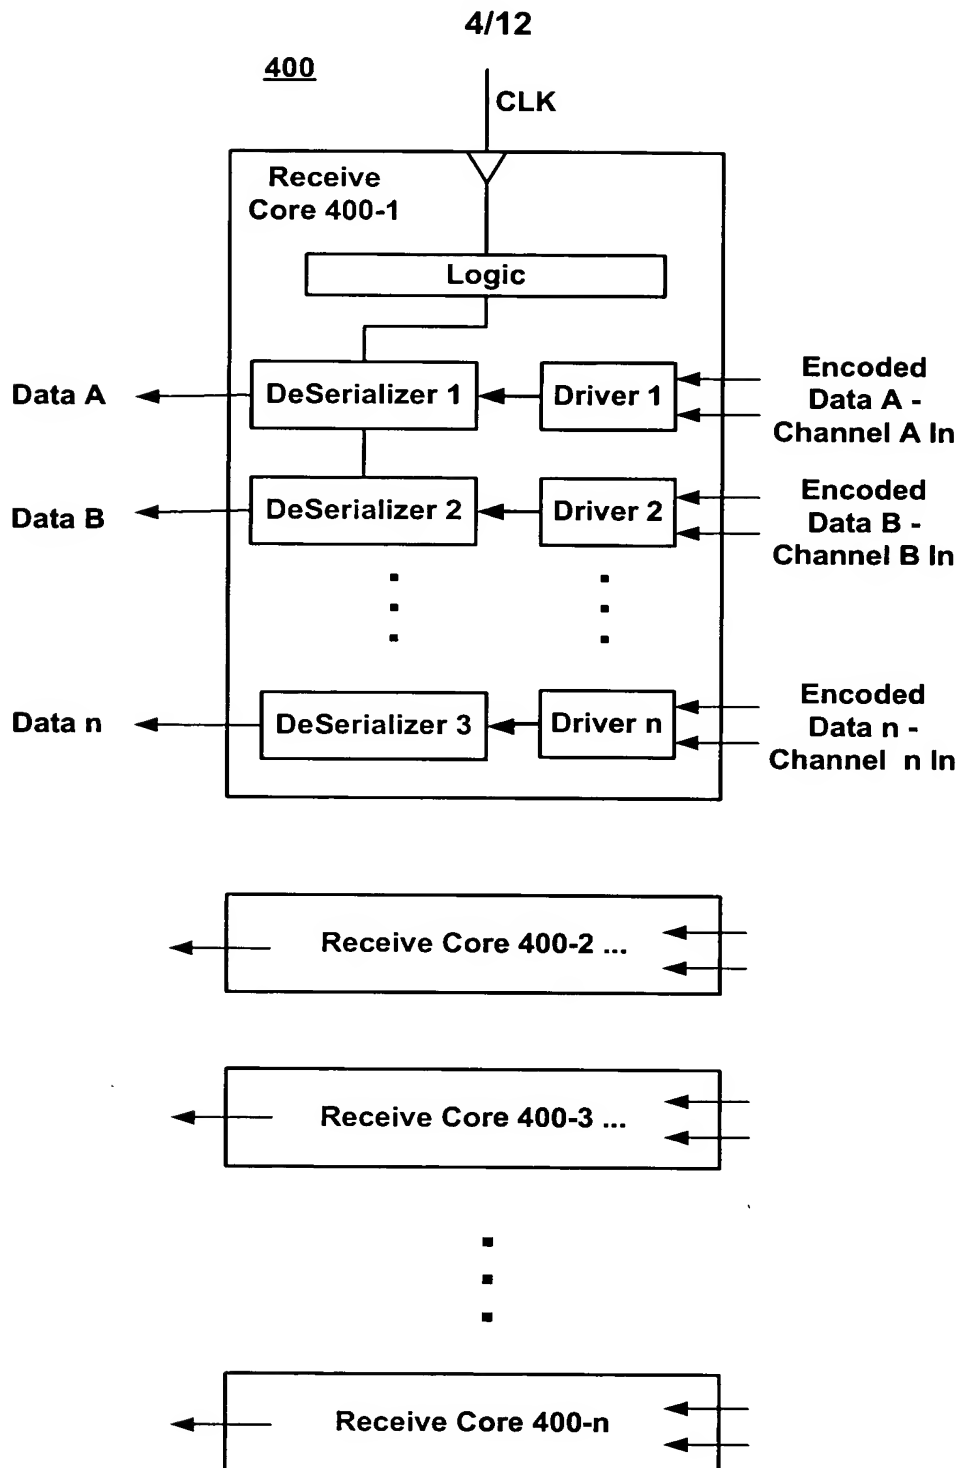 4/12
400
CLK
Receive
Core 400-1
Logic
Data A
DeSerializer 1
Driver 1
Encoded
Data A -
Channel A In
Data B
DeSerializer 2
Driver 2
Encoded
Data B -
Channel B In
Data n
DeSerializer 3
Driver n
Encoded
Data n -
Channel n In
Receive Core 400-2 ...
Receive Core 400-3 ...
Receive Core 400-n